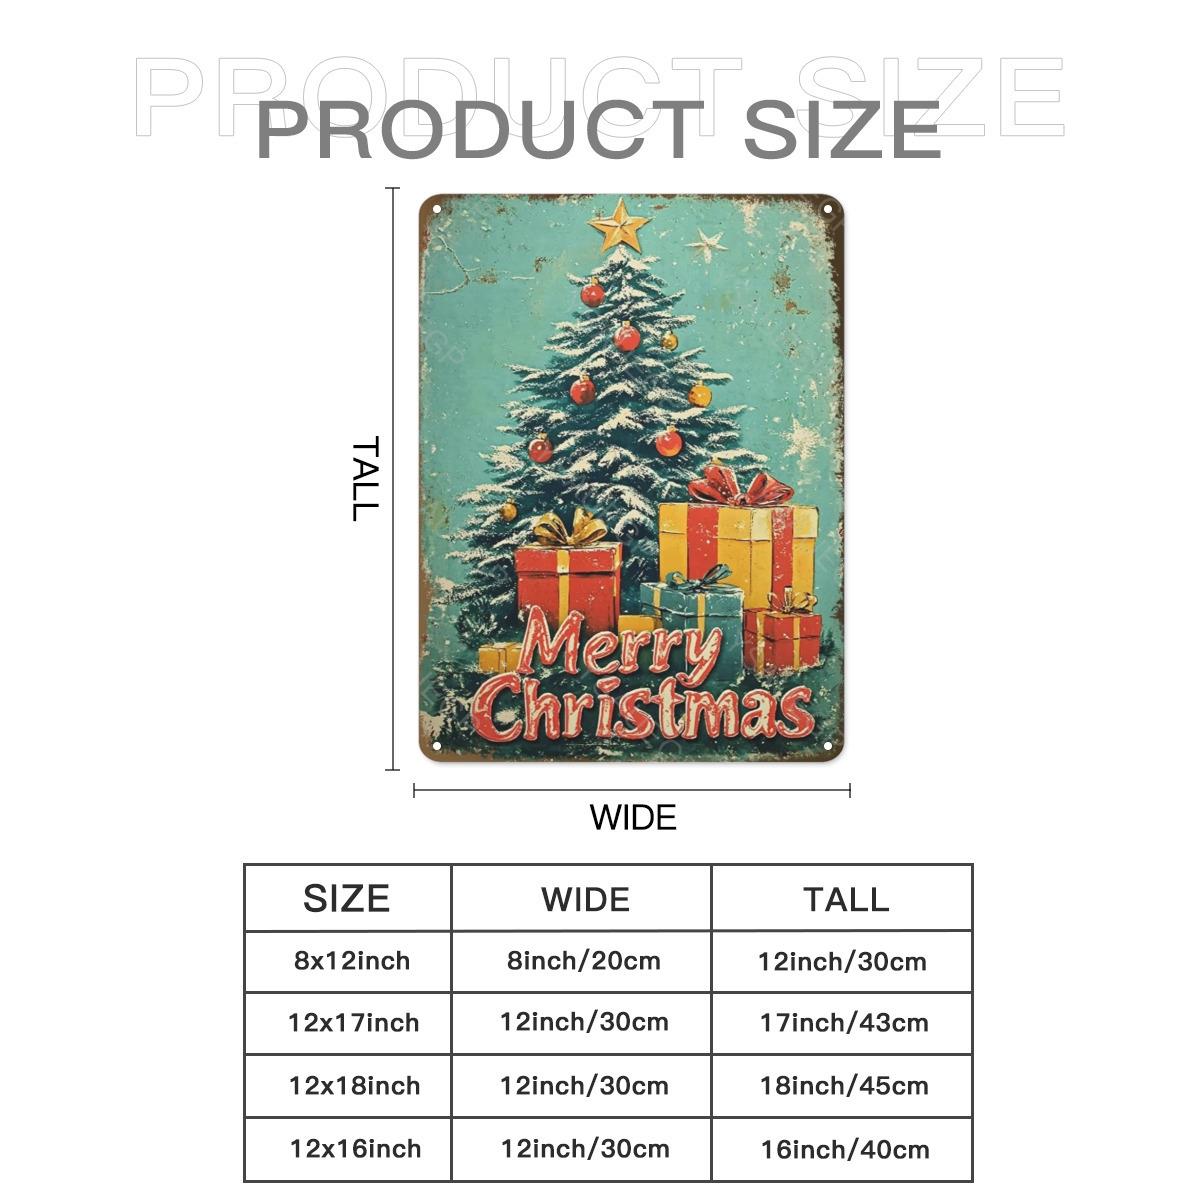 PRODUCT SIZE
PRODUCT SIZE
TALL
Merry
Christmas
WIDE
SIZE WIDE TALL
8x12inch 8inch/20cm 12inch/30cm
12x17inch 12inch/30cm 17inch/43cm
12x18inch 12inch/30cm 18inch/45cm
12x16inch 12inch/30cm 16inch/40cm